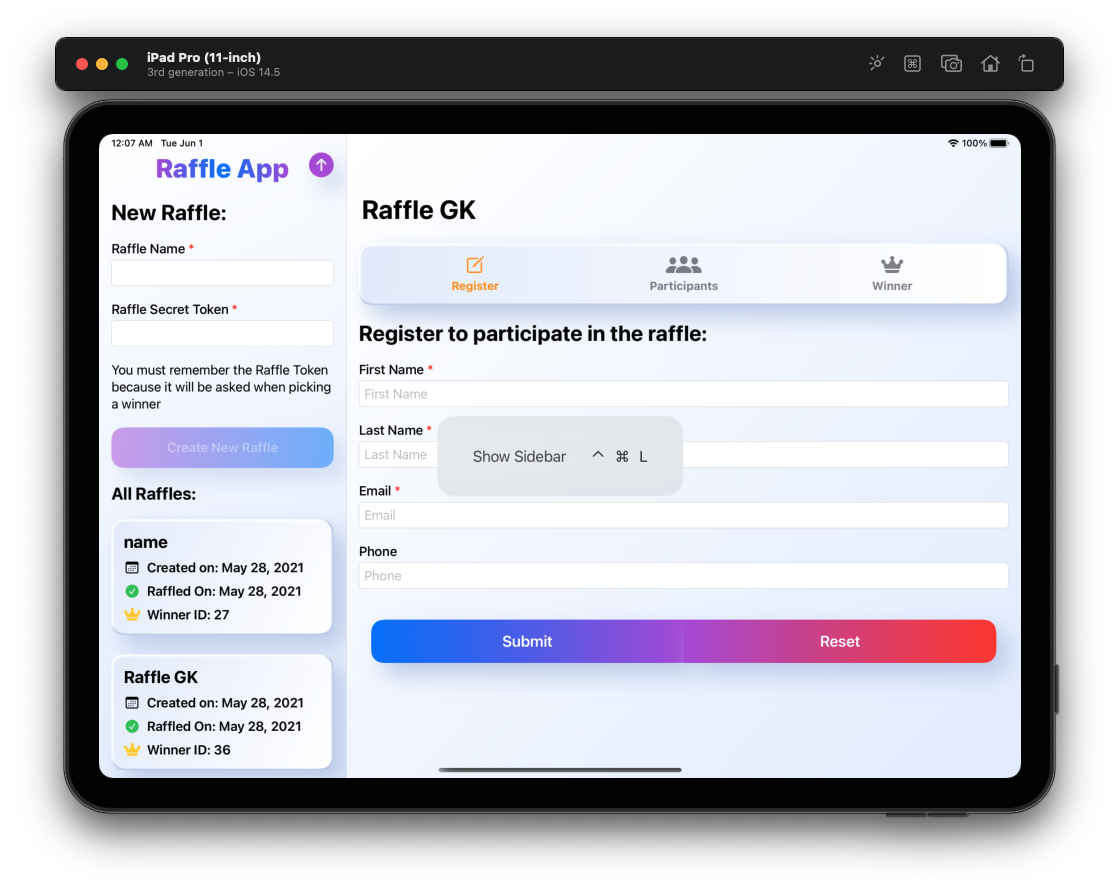 iPad Pro (11-inch)
3rd generation – iOS 14.5
12:07 AM Tue Jun 1
100%
Raffle App
New Raffle:
Raffle Name *
Raffle Secret Token *
You must remember the Raffle Token
because it will be asked when picking
a winner
Create New Raffle
All Raffles:
name
Created on: May 28, 2021
Raffled On: May 28, 2021
Winner ID: 27
Raffle GK
Created on: May 28, 2021
Raffled On: May 28, 2021
Winner ID: 36
Raffle GK
Register Participants Winner
Register to participate in the raffle:
First Name *
First Name
Last Name *
Last Name
Show Sidebar ^ ⌘ L
Email *
Email
Phone
Phone
Submit Reset